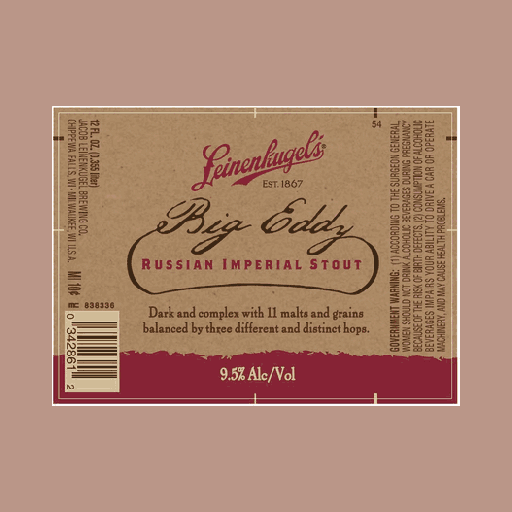 12 FL. OZ. (1.355 liter)
JACOB LEINENKUGEL BREWING CO.
CHIPPEWA FALLS, WI · MILWAUKEE, WI U.S.A.
MI 10¢
838336
0 342861 2
Leinenkugel's®
EST. 1867
Big Eddy
RUSSIAN IMPERIAL STOUT
Dark and complex with 11 malts and grains
balanced by three different and distinct hops.
9.5% Alc/Vol
54
GOVERNMENT WARNING: (1) ACCORDING TO THE SURGEON GENERAL,
WOMEN SHOULD NOT DRINK ALCOHOLIC BEVERAGES DURING PREGNANCY
BECAUSE OF THE RISK OF BIRTH DEFECTS. (2) CONSUMPTION OF ALCOHOLIC
BEVERAGES IMPAIRS YOUR ABILITY TO DRIVE A CAR OR OPERATE
MACHINERY, AND MAY CAUSE HEALTH PROBLEMS.